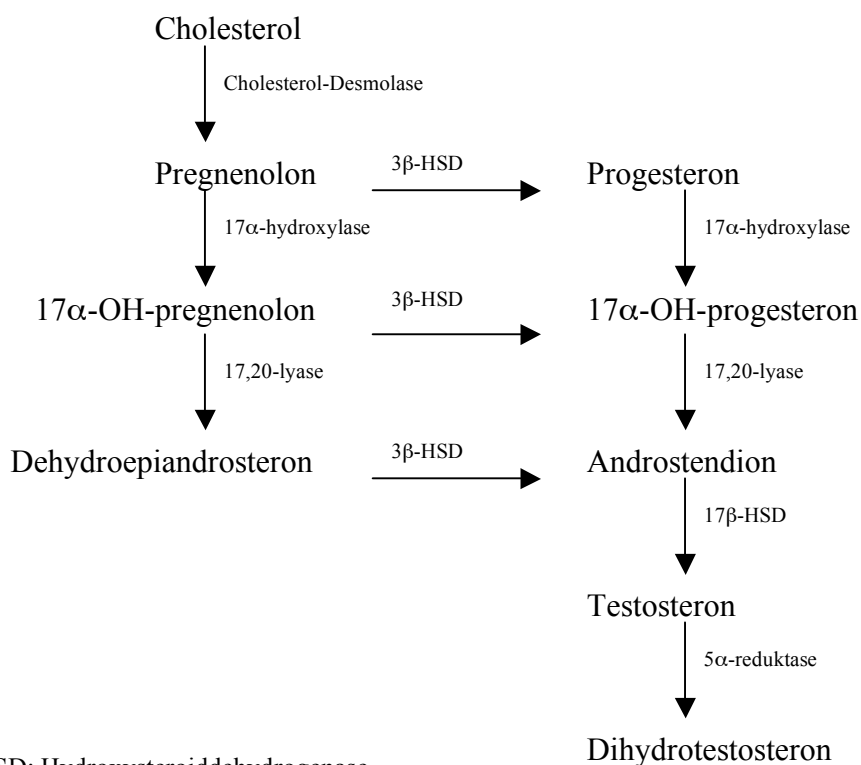 Cholesterol
Cholesterol-Desmolase
Pregnenolon 3β-HSD Progesteron
17α-hydroxylase 17α-hydroxylase
17α-OH-pregnenolon 3β-HSD 17α-OH-progesteron
17,20-lyase 17,20-lyase
Dehydroepiandrosteron 3β-HSD Androstendion
17β-HSD
Testosteron
5α-reduktase
Dihydrotestosteron